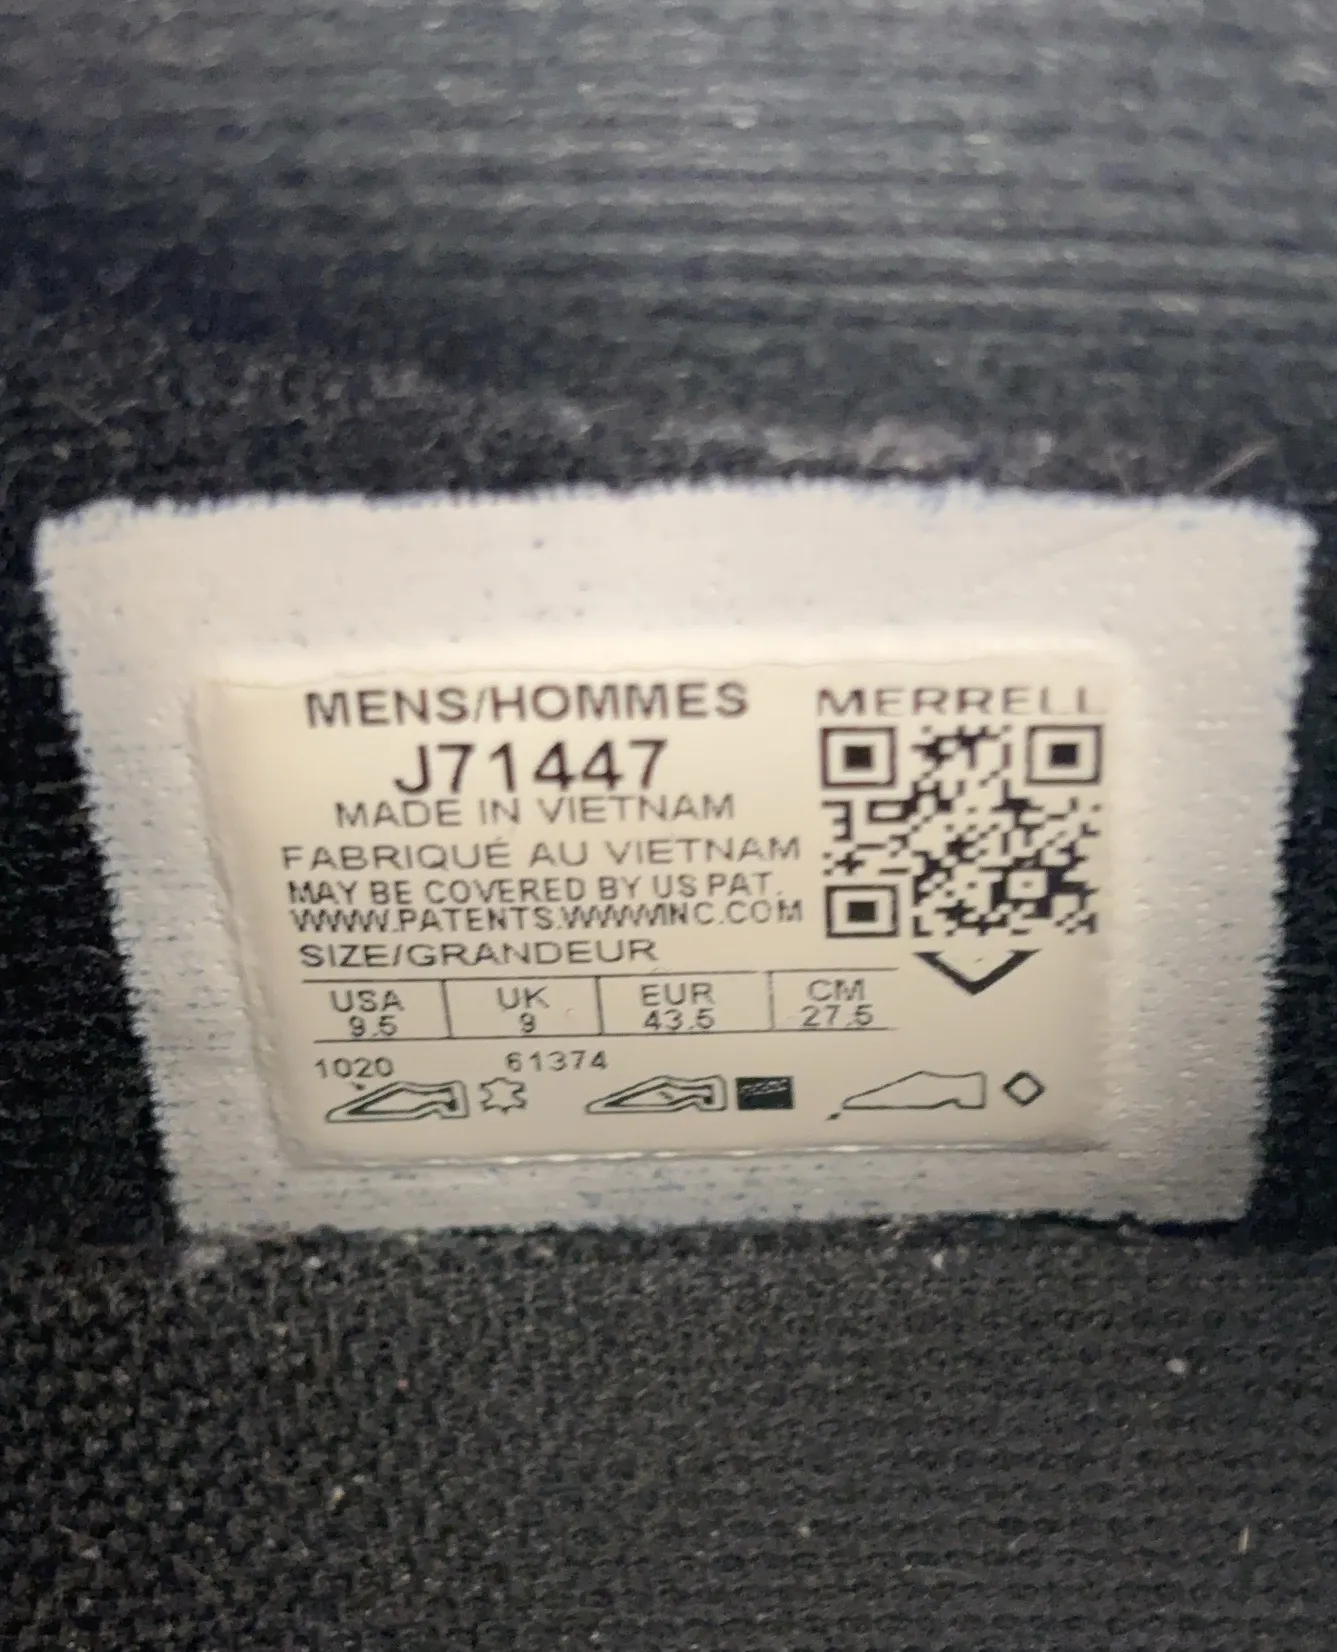 MENS/HOMMES
MERRELL
J71447
MADE IN VIETNAM
FABRIQUÉ AU VIETNAM
MAY BE COVERED BY US PAT.
WWW.PATENTS.WWWINC.COM
SIZE/GRANDEUR
USA UK EUR CM
9.5 9 43.5 27.5
1020 61374